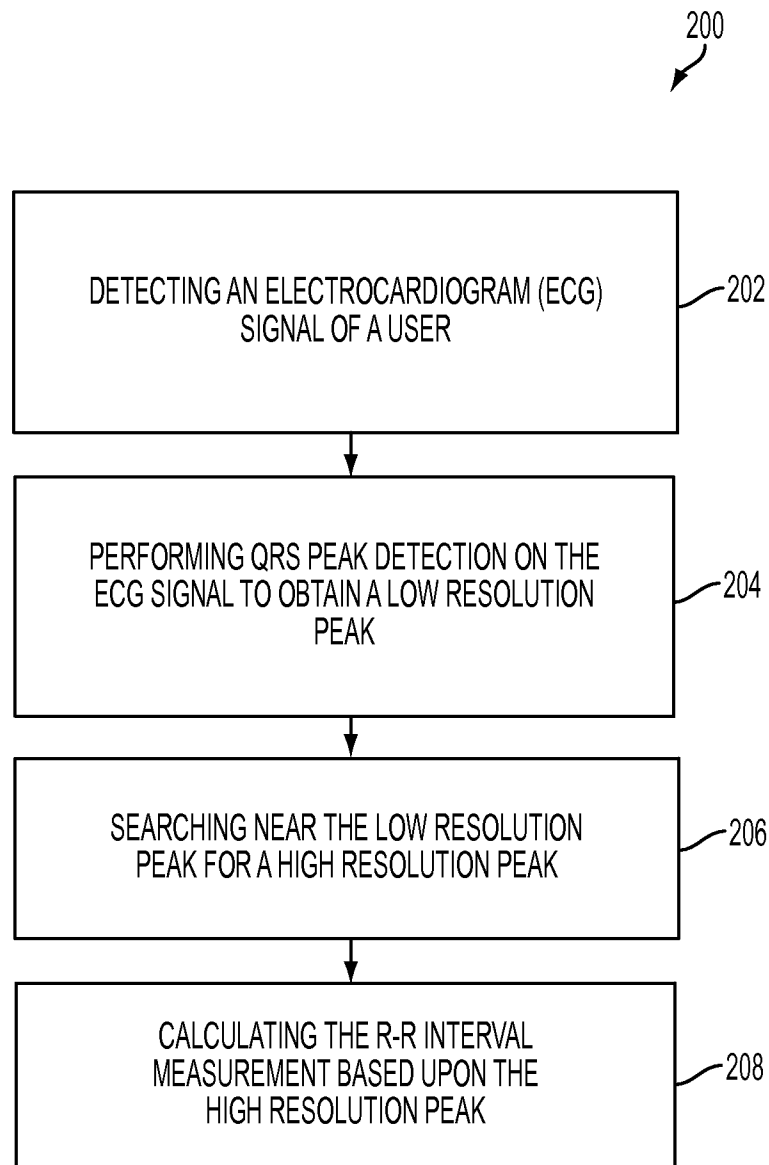 200
DETECTING AN ELECTROCARDIOGRAM (ECG)
SIGNAL OF A USER
202
PERFORMING QRS PEAK DETECTION ON THE
ECG SIGNAL TO OBTAIN A LOW RESOLUTION
PEAK
204
SEARCHING NEAR THE LOW RESOLUTION
PEAK FOR A HIGH RESOLUTION PEAK
206
CALCULATING THE R-R INTERVAL
MEASUREMENT BASED UPON THE
HIGH RESOLUTION PEAK
208